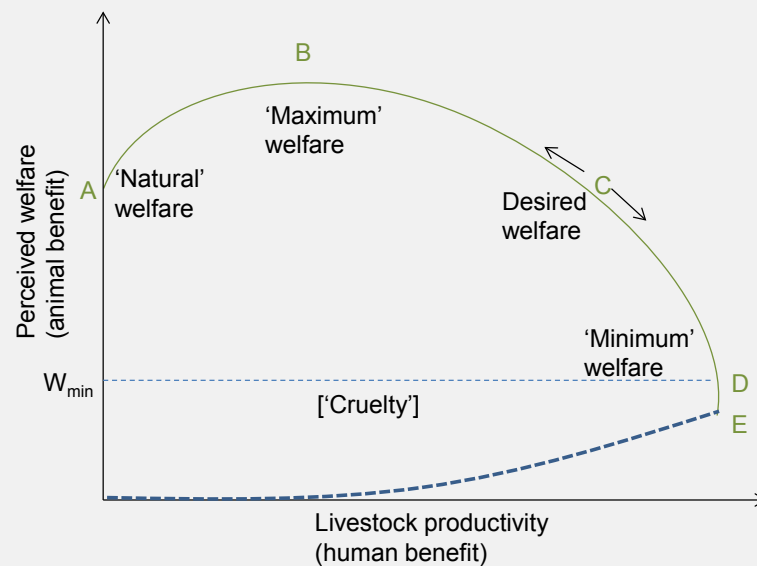 B
‘Maximum’
welfare
A
‘Natural’
welfare
C
Desired
welfare
‘Minimum’
welfare
Wmin
D
[‘Cruelty’]
E
Perceived welfare
(animal benefit)
Livestock productivity
(human benefit)